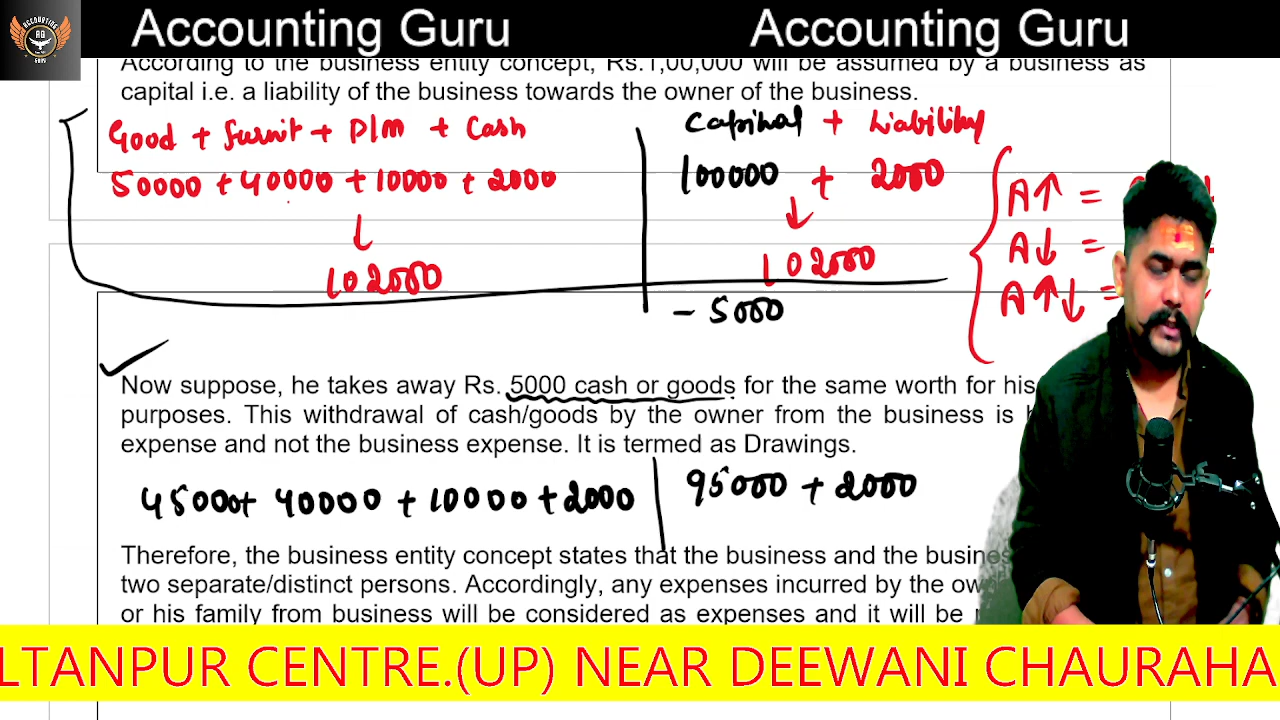 Accounting Guru
Accounting Guru
ACCOUNTING
AG
According to the business entity concept, Rs.1,00,000 will be assumed by a business as
capital i.e. a liability of the business towards the owner of the business.
Good + Furnit + P/m + Cash
50000 + 40000 + 10000 + 2000
↓
102000
Capital + Liability
100000 + 2000
↓
102000
- 5000
A↑ =
A↓ =
A↑↓ =
Now suppose, he takes away Rs. 5000 cash or goods for the same worth for his
purposes. This withdrawal of cash/goods by the owner from the business is
expense and not the business expense. It is termed as Drawings.
45000+ 40000 + 10000 + 2000
95000 + 2000
Therefore, the business entity concept states that the business and the
two separate/distinct persons. Accordingly, any expenses incurred by the
or his family from business will be considered as expenses and it will be
LTANPUR CENTRE.(UP) NEAR DEEWANI CHAURAHA